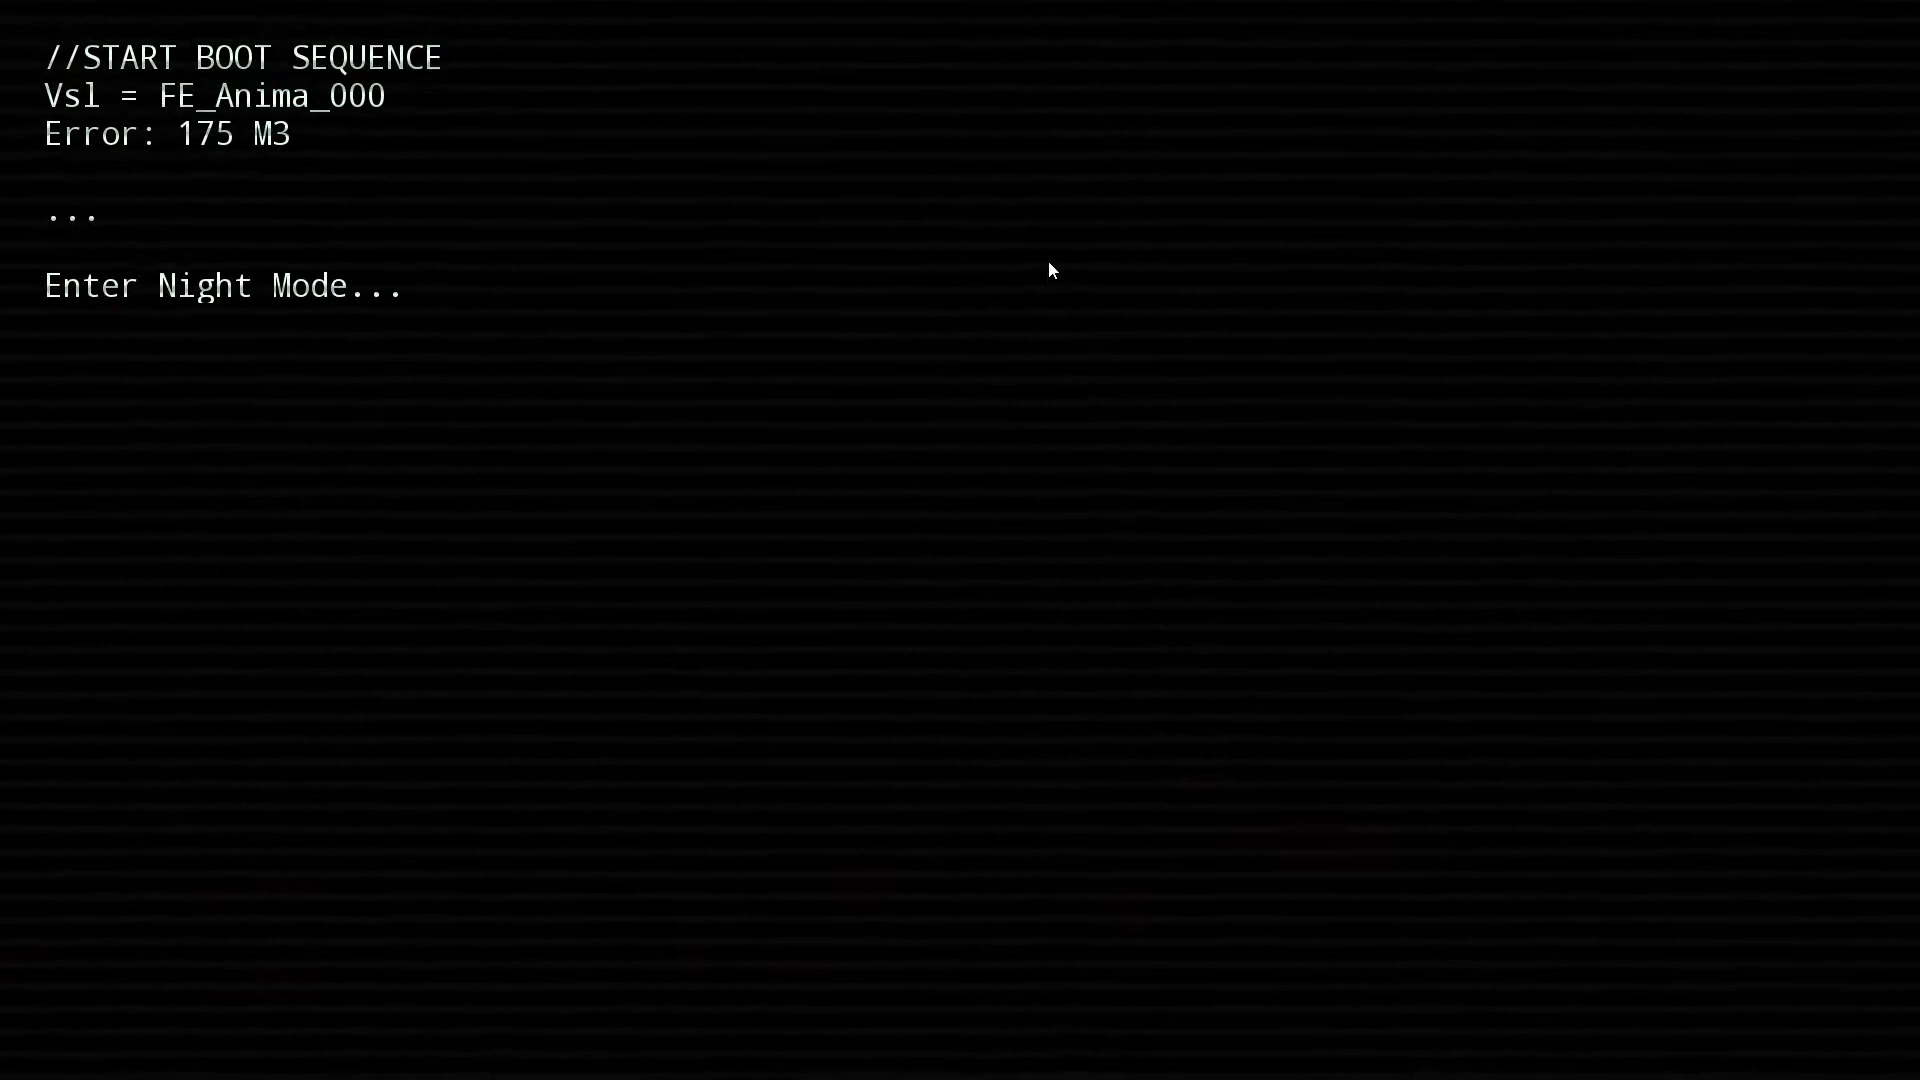 //START BOOT SEQUENCE
Vsl = FE_Anima_000
Error: 175 M3
...
Enter Night Mode...